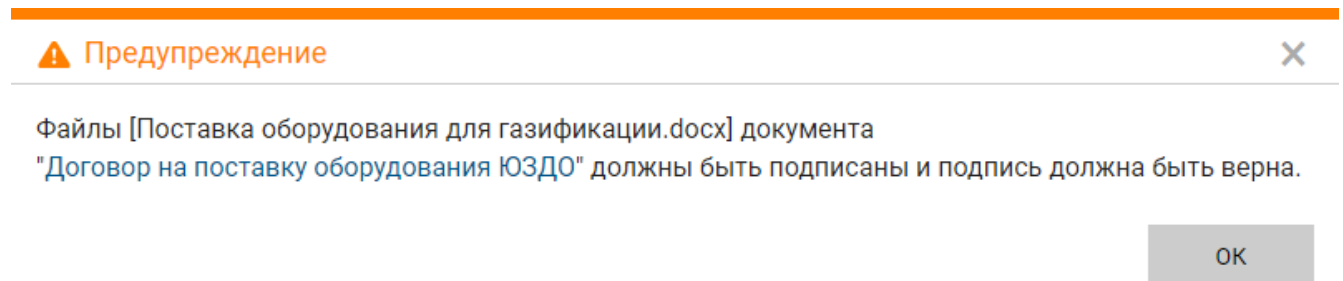 Предупреждение
Файлы [Поставка оборудования для газификации.docx] документа
"Договор на поставку оборудования ЮЗДО" должны быть подписаны и подпись должна быть верна.
ОК